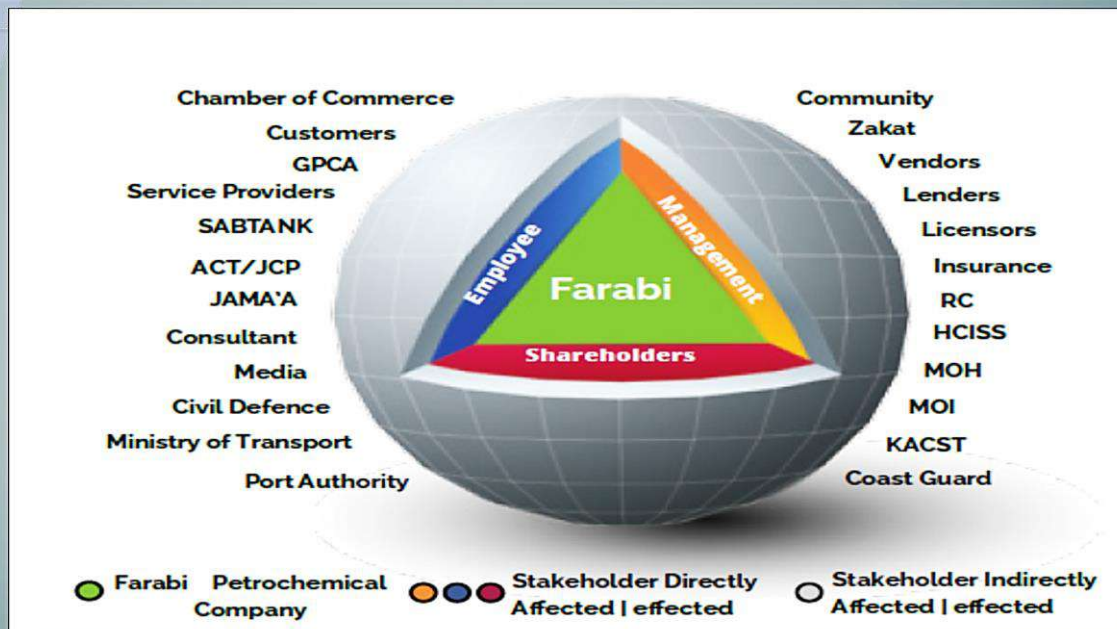 Chamber of Commerce
Customers
GPCA
Service Providers
SABTANK
ACT/JCP
JAMA'A
Consultant
Media
Civil Defence
Ministry of Transport
Port Authority
Employee
Management
Farabi
Shareholders
Community
Zakat
Vendors
Lenders
Licensors
Insurance
RC
HCISS
MOH
MOI
KACST
Coast Guard
Farabi Petrochemical
Company
Stakeholder Directly
Affected | effected
Stakeholder Indirectly
Affected | effected